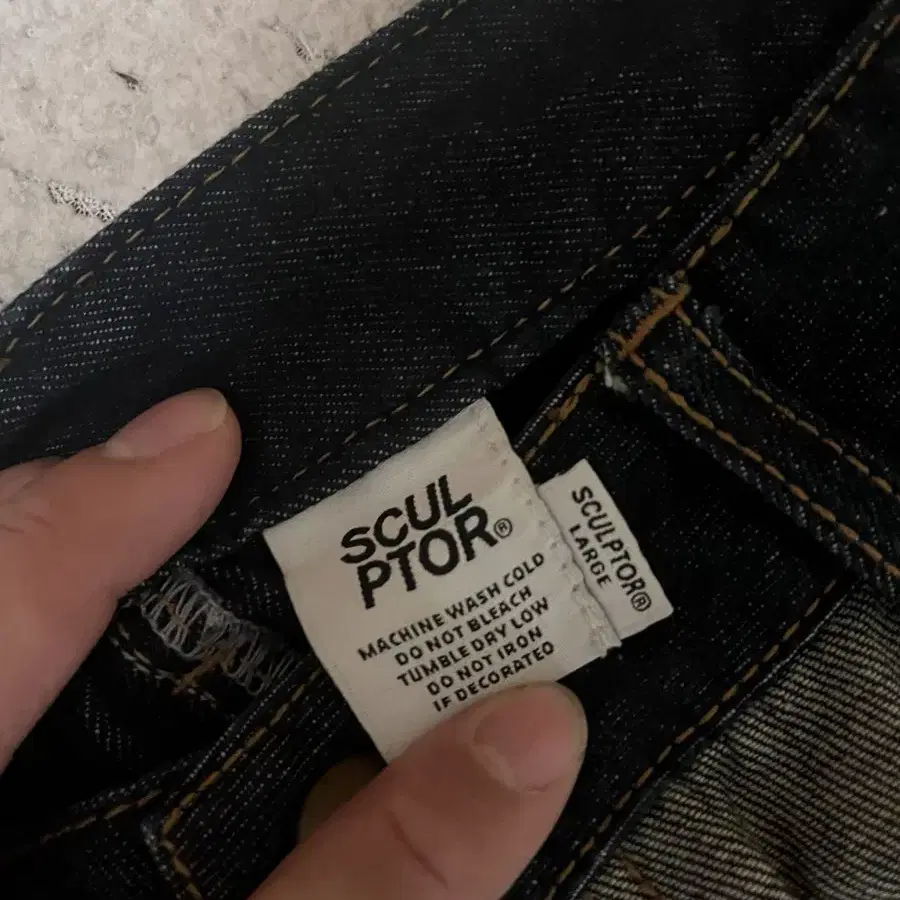 SCUL
PTOR®
MACHINE WASH COLD
DO NOT BLEACH
TUMBLE DRY LOW
DO NOT IRON
IF DECORATED
SCULPTOR®
LARGE